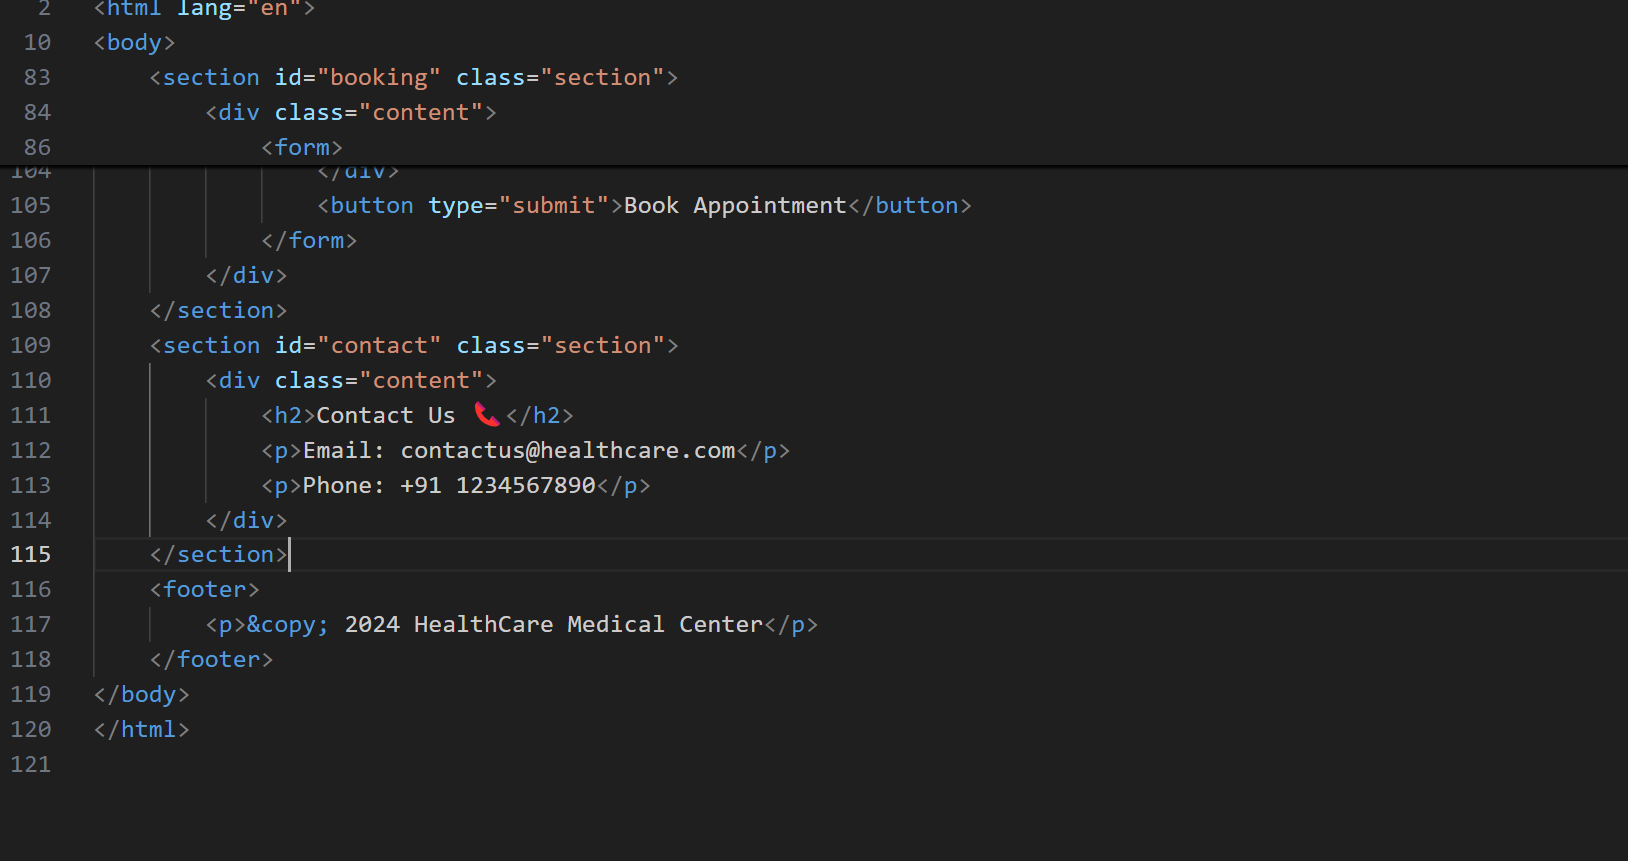 2 <html lang="en">
10 <body>
83 <section id="booking" class="section">
84 <div class="content">
86 <form>
104 </div>
105 <button type="submit">Book Appointment</button>
106 </form>
107 </div>
108 </section>
109 <section id="contact" class="section">
110 <div class="content">
111 <h2>Contact Us 📞</h2>
112 <p>Email: contactus@healthcare.com</p>
113 <p>Phone: +91 1234567890</p>
114 </div>
115 </section>
116 <footer>
117 <p>&copy; 2024 HealthCare Medical Center</p>
118 </footer>
119 </body>
120 </html>
121